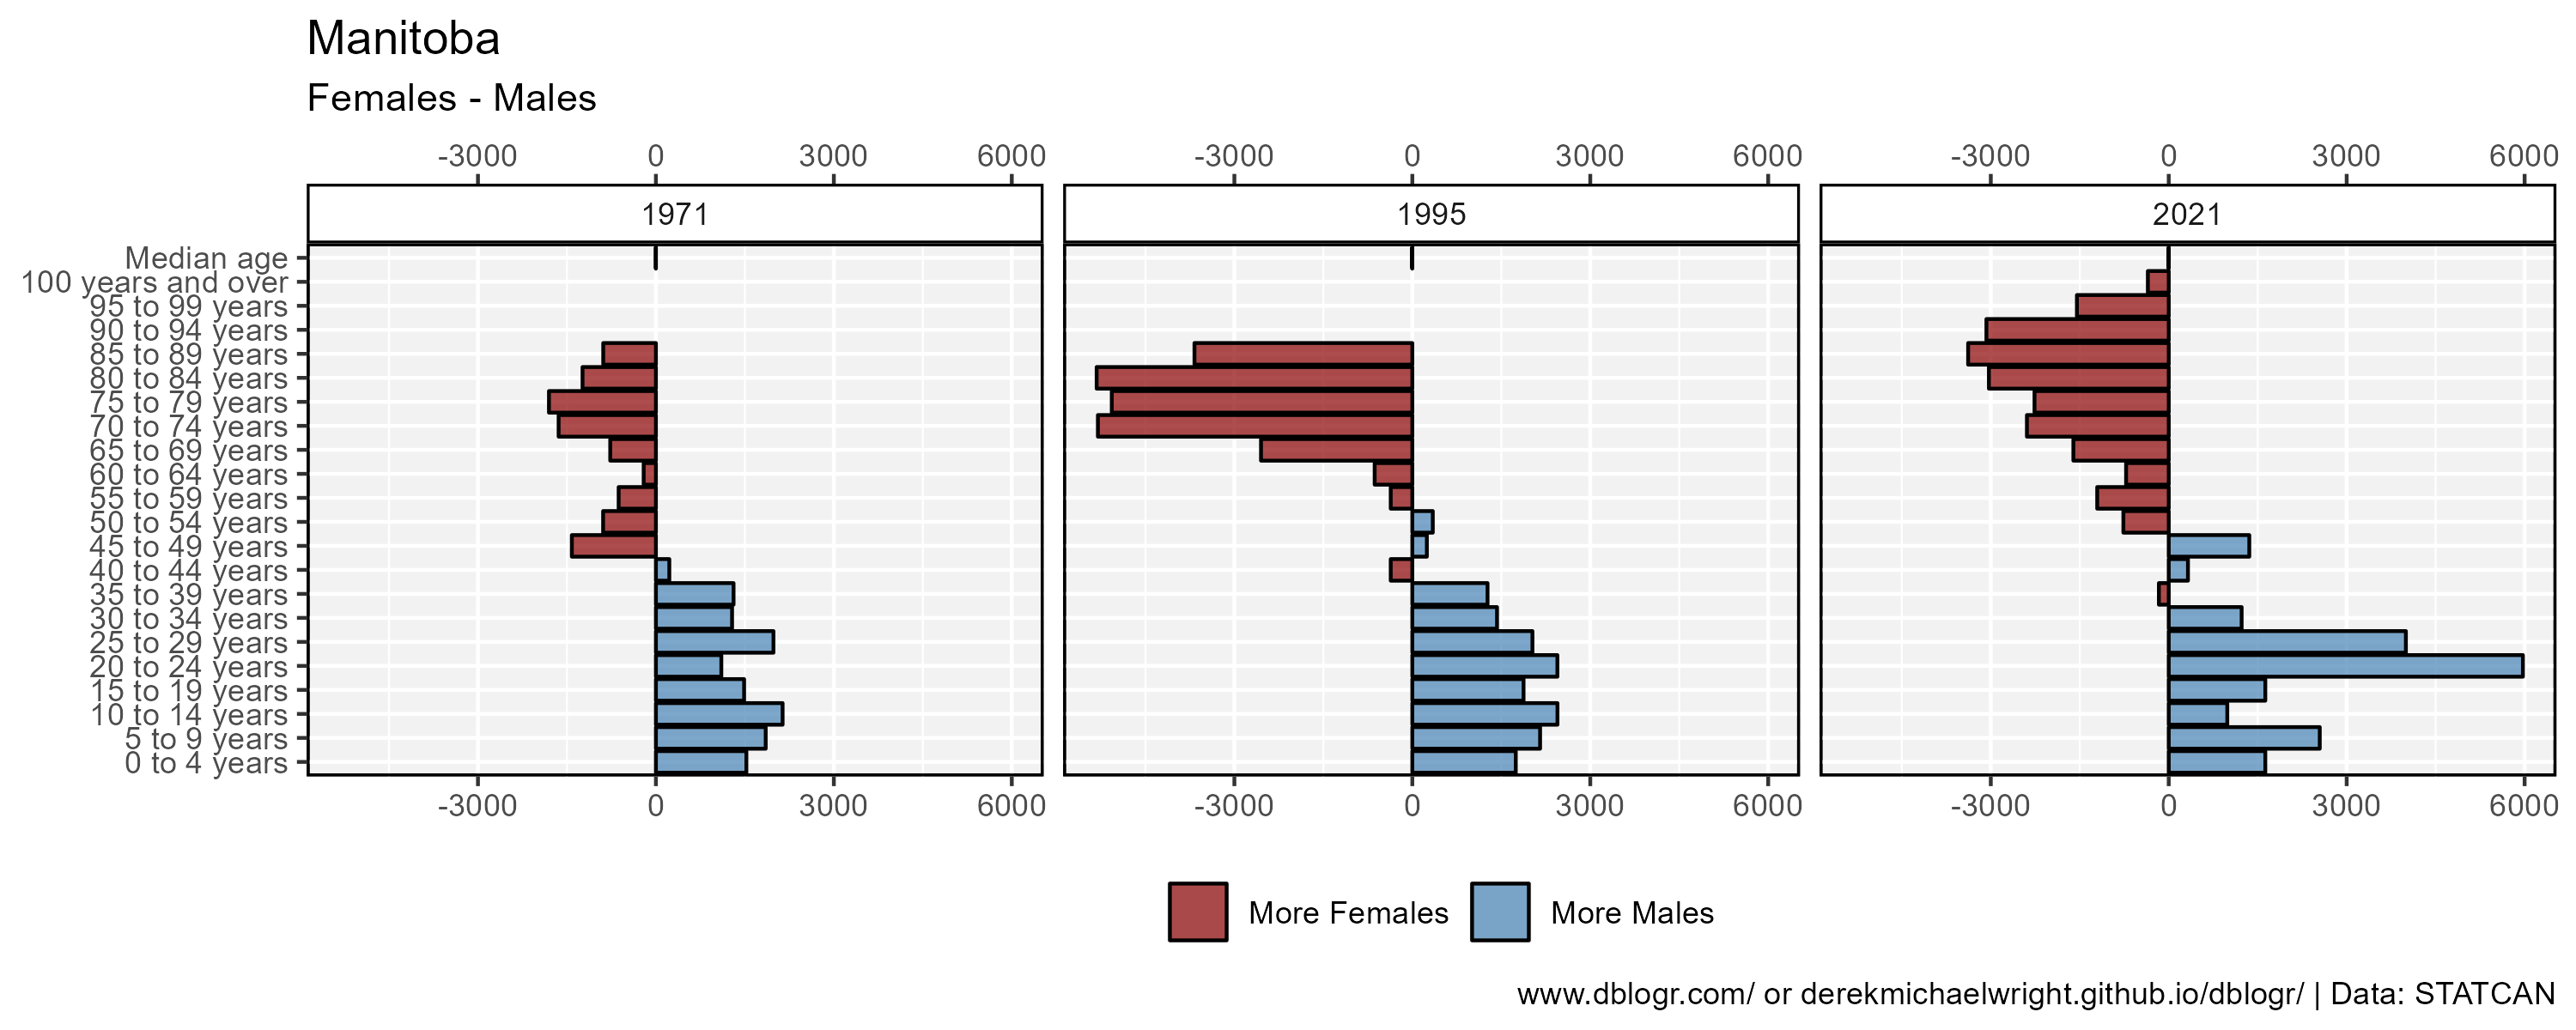 Manitoba
Females - Males
-3000 0 3000 6000 -3000 0 3000 6000 -3000 0 3000 6000
1971 1995 2021
Median age
100 years and over
95 to 99 years
90 to 94 years
85 to 89 years
80 to 84 years
75 to 79 years
70 to 74 years
65 to 69 years
60 to 64 years
55 to 59 years
50 to 54 years
45 to 49 years
40 to 44 years
35 to 39 years
30 to 34 years
25 to 29 years
20 to 24 years
15 to 19 years
10 to 14 years
5 to 9 years
0 to 4 years
-3000 0 3000 6000 -3000 0 3000 6000 -3000 0 3000 6000
More Females More Males
www.dblogr.com/ or derekmichaelwright.github.io/dblogr/ | Data: STATCAN